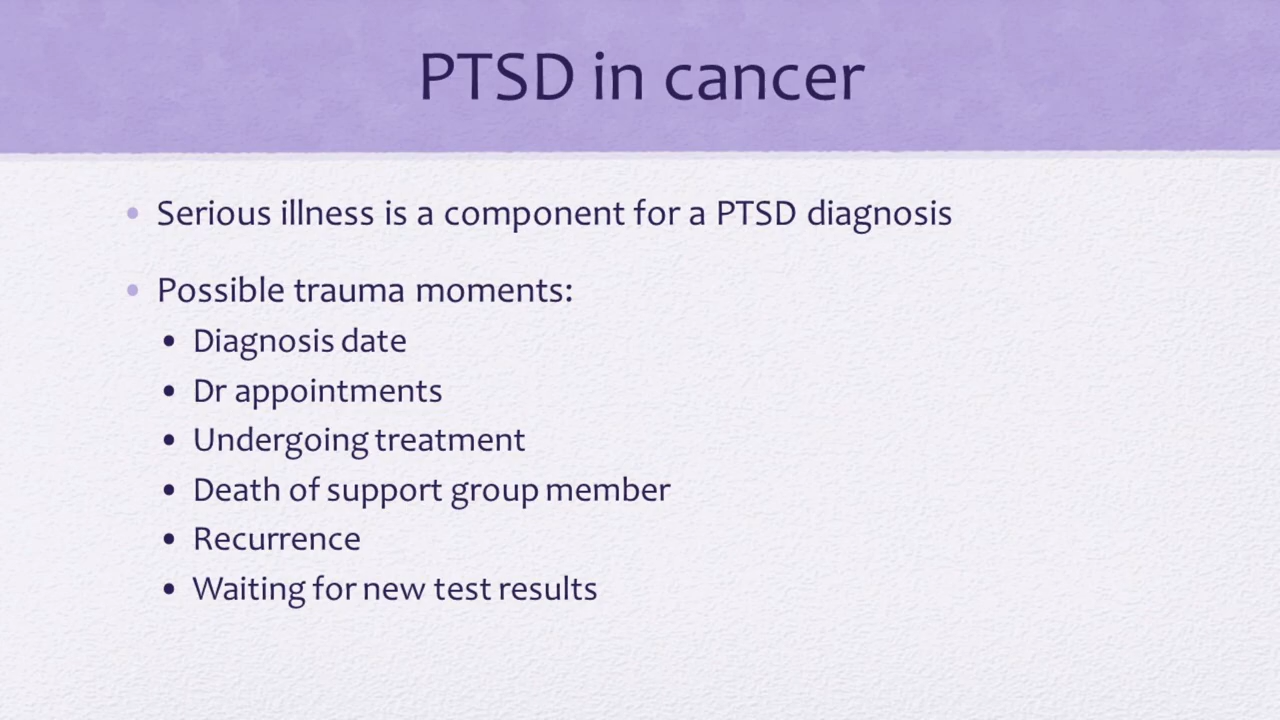 PTSD in cancer
• Serious illness is a component for a PTSD diagnosis
• Possible trauma moments:
• Diagnosis date
• Dr appointments
• Undergoing treatment
• Death of support group member
• Recurrence
• Waiting for new test results